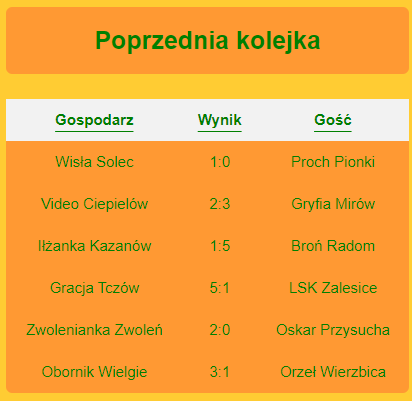 Poprzednia kolejka
Gospodarz Wynik Gość
Wisła Solec 1:0 Proch Pionki
Video Ciepielów 2:3 Gryfia Mirów
Iłżanka Kazanów 1:5 Broń Radom
Gracja Tczów 5:1 LSK Zalesice
Zwolenianka Zwoleń 2:0 Oskar Przysucha
Obornik Wielgie 3:1 Orzeł Wierzbica